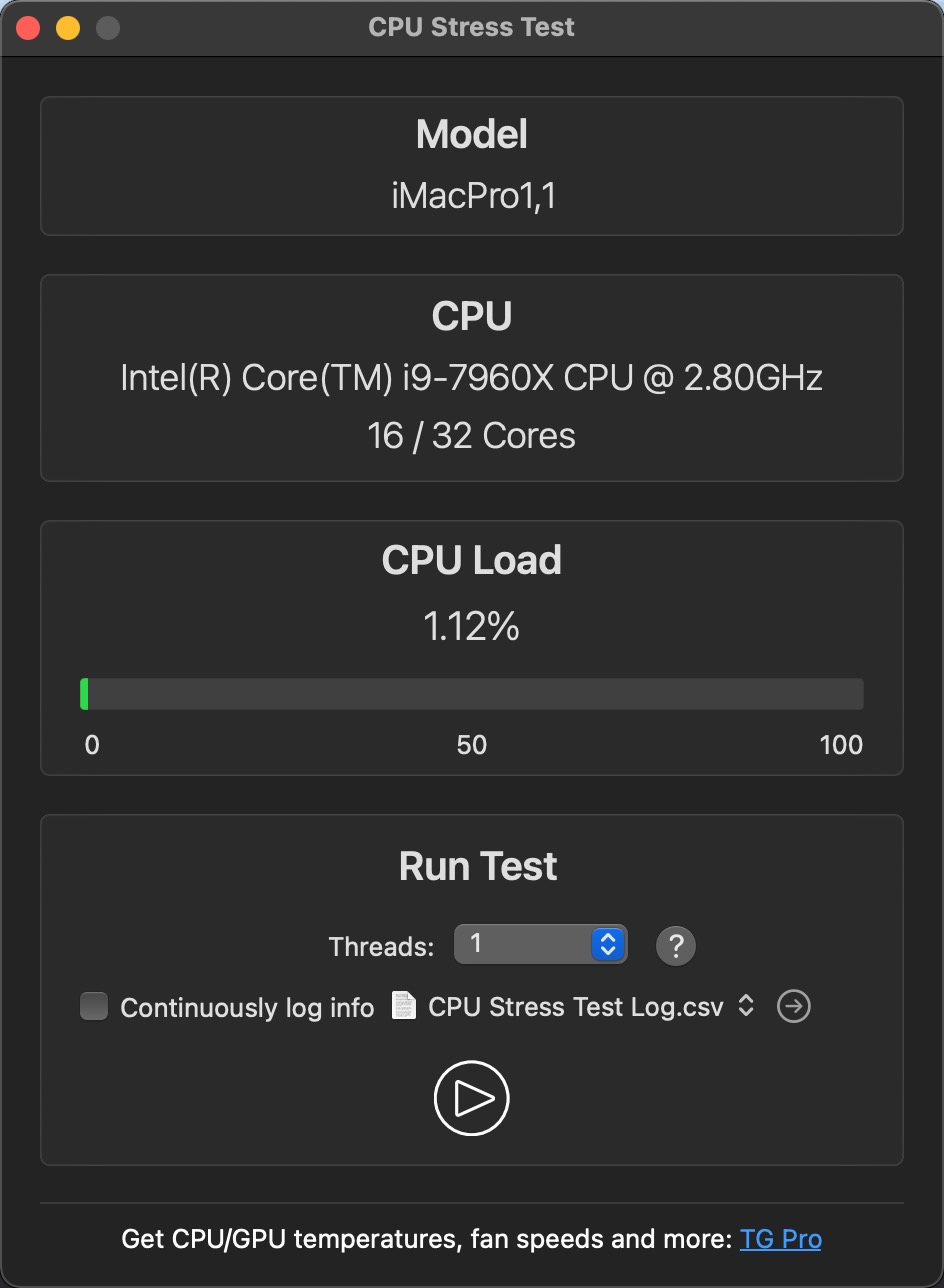 CPU Stress Test
Model
iMacPro1,1
CPU
Intel(R) Core(TM) i9-7960X CPU @ 2.80GHz
16 / 32 Cores
CPU Load
1.12%
0 50 100
Run Test
Threads: 1 ?
Continuously log info CPU Stress Test Log.csv
Get CPU/GPU temperatures, fan speeds and more: TG Pro